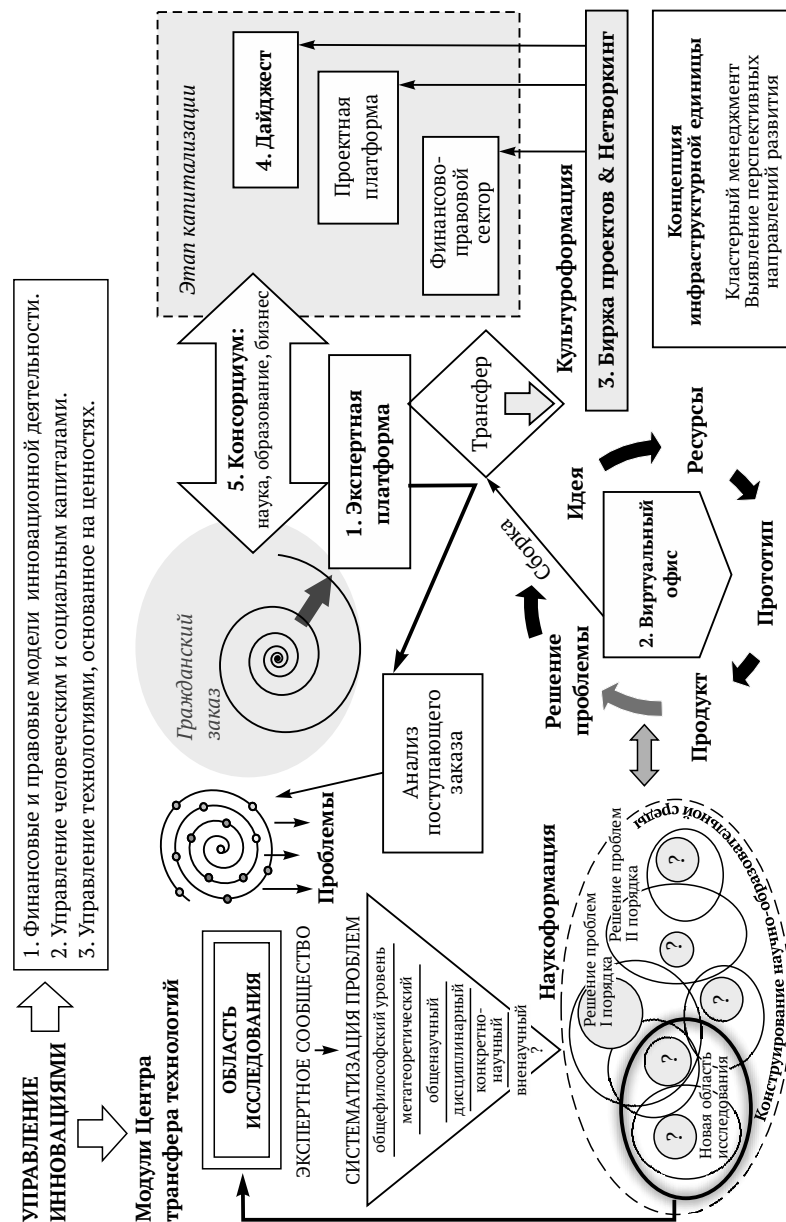 УПРАВЛЕНИЕ
ИННОВАЦИЯМИ
1. Финансовые и правовые модели инновационной деятельности.
2. Управление человеческим и социальным капиталами.
3. Управление технологиями, основанное на ценностях.
Модули Центра
трансфера технологий
ОБЛАСТЬ
ИССЛЕДОВАНИЯ
ЭКСПЕРТНОЕ СООБЩЕСТВО
СИСТЕМАТИЗАЦИЯ ПРОБЛЕМ
общефилософский уровень
метатеоретический
общенаучный
дисциплинарный
конкретно-
научный
вненаучный
?
Проблемы
Гражданский
заказ
Анализ
поступающего
заказа
5. Консорциум:
наука, образование, бизнес
1. Экспертная
платформа
Этап капитализации
4. Дайджест
Проектная
платформа
Финансово-
правовой
сектор
Трансфер
Сборка
Культуроформация
3. Биржа проектов & Нетворкинг
Концепция
инфраструктурной единицы
Кластерный менеджмент
Выявление перспективных
направлений развития
Решение
проблемы
Идея
Ресурсы
Прототип
Продукт
2. Виртуальный
офис
Наукоформация
Решение проблем
I порядка
Решение проблем
II порядка
?
?
?
?
?
Новая область
исследования
Конструирование научно-образовательной среды